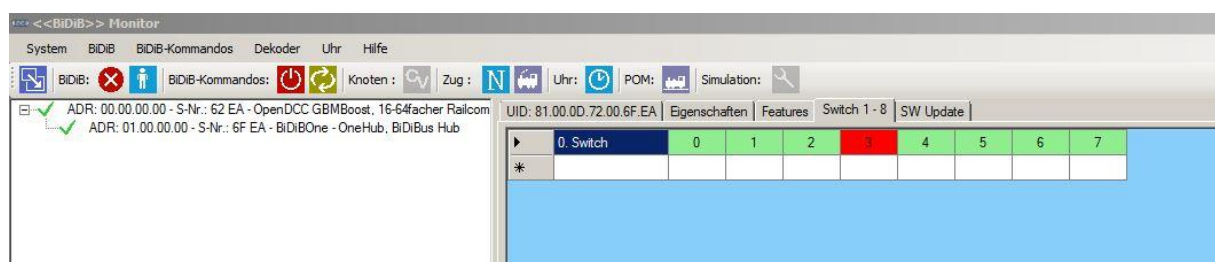 <<BiDiB>> Monitor
System BiDiB BiDiB-Kommandos Dekoder Uhr Hilfe
BiDiB: BiDiB-Kommandos: Knoten : CV Zug : N Uhr: POM: Simulation:
ADR: 00.00.00.00 - S-Nr.: 62 EA - OpenDCC GBMBoost, 16-64facher Railcom
ADR: 01.00.00.00 - S-Nr.: 6F EA - BiDiBOne - OneHub, BiDiBus Hub
UID: 81.00.0D.72.00.6F.EA Eigenschaften Features Switch 1 - 8 SW Update
0. Switch 0 1 2 3 4 5 6 7